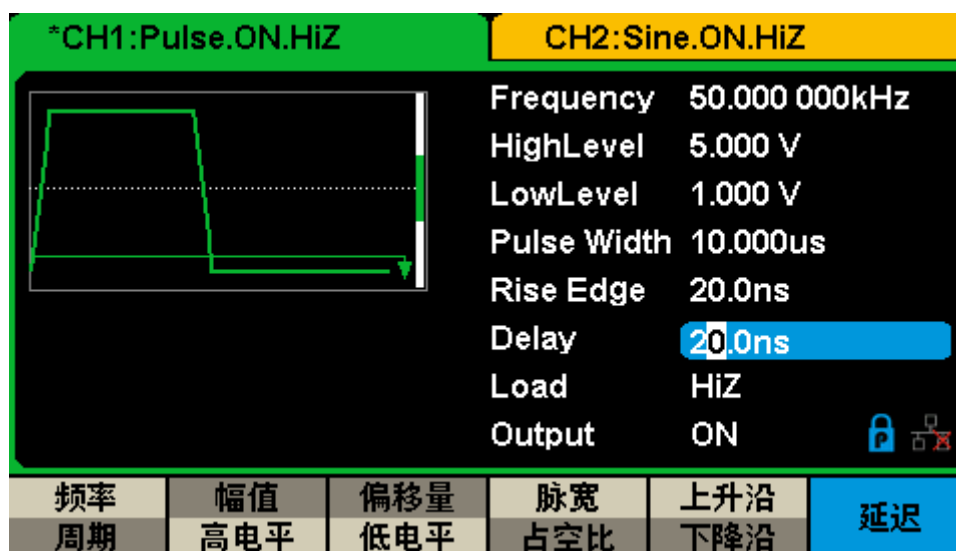 *CH1:Pulse.ON.HiZ CH2:Sine.ON.HiZ
Frequency 50.000 000kHz
HighLevel 5.000 V
LowLevel 1.000 V
Pulse Width 10.000us
Rise Edge 20.0ns
Delay 20.0ns
Load HiZ
Output ON
频率 幅值 偏移量 脉宽 上升沿 延迟
周期 高电平 低电平 占空比 下降沿